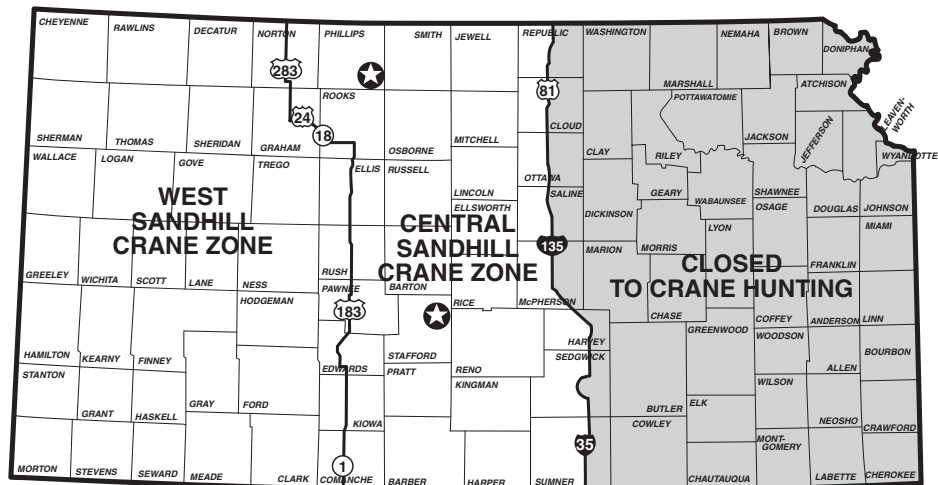 CHEYENNE
RAWLINS
DECATUR
NORTON
PHILLIPS
SMITH
JEWELL
REPUBLIC
WASHINGTON
MARSHALL
NEMAHA
BROWN
DONIPHAN
283
81
ATCHISON
POTTAWATOMIE
ROOKS
24
18
LEAVEN-
WORTH
SHERMAN
THOMAS
SHERIDAN
GRAHAM
OSBORNE
MITCHELL
CLOUD
CLAY
RILEY
JACKSON
JEFFERSON
WYANDOTTE
WALLACE
LOGAN
GOVE
TREGO
ELLIS
RUSSELL
LINCOLN
OTTAWA
SALINE
ELLSWORTH
DICKINSON
GEARY
WABAUNSEE
SHAWNEE
OSAGE
DOUGLAS
JOHNSON
MIAMI
WEST
SANDHILL
CRANE ZONE
CENTRAL
SANDHILL
CRANE ZONE
135
MARION
MORRIS
LYON
FRANKLIN
CLOSED
TO CRANE HUNTING
GREELEY
WICHITA
SCOTT
LANE
NESS
RUSH
PAWNEE
BARTON
RICE
McPHERSON
CHASE
COFFEY
ANDERSON
LINN
HODGEMAN
183
GREENWOOD
WOODSON
HAMILTON
KEARNY
FINNEY
EDWARDS
STAFFORD
PRATT
RENO
HARVEY
SEDGWICK
ALLEN
BOURBON
STANTON
GRANT
HASKELL
GRAY
FORD
KIOWA
KINGMAN
BUTLER
ELK
WILSON
NEOSHO
CRAWFORD
COWLEY
MONT-
GOMERY
35
1
MORTON
STEVENS
SEWARD
MEADE
CLARK
COMANCHE
BARBER
HARPER
SUMNER
CHAUTAUQUA
LABETTE
CHEROKEE